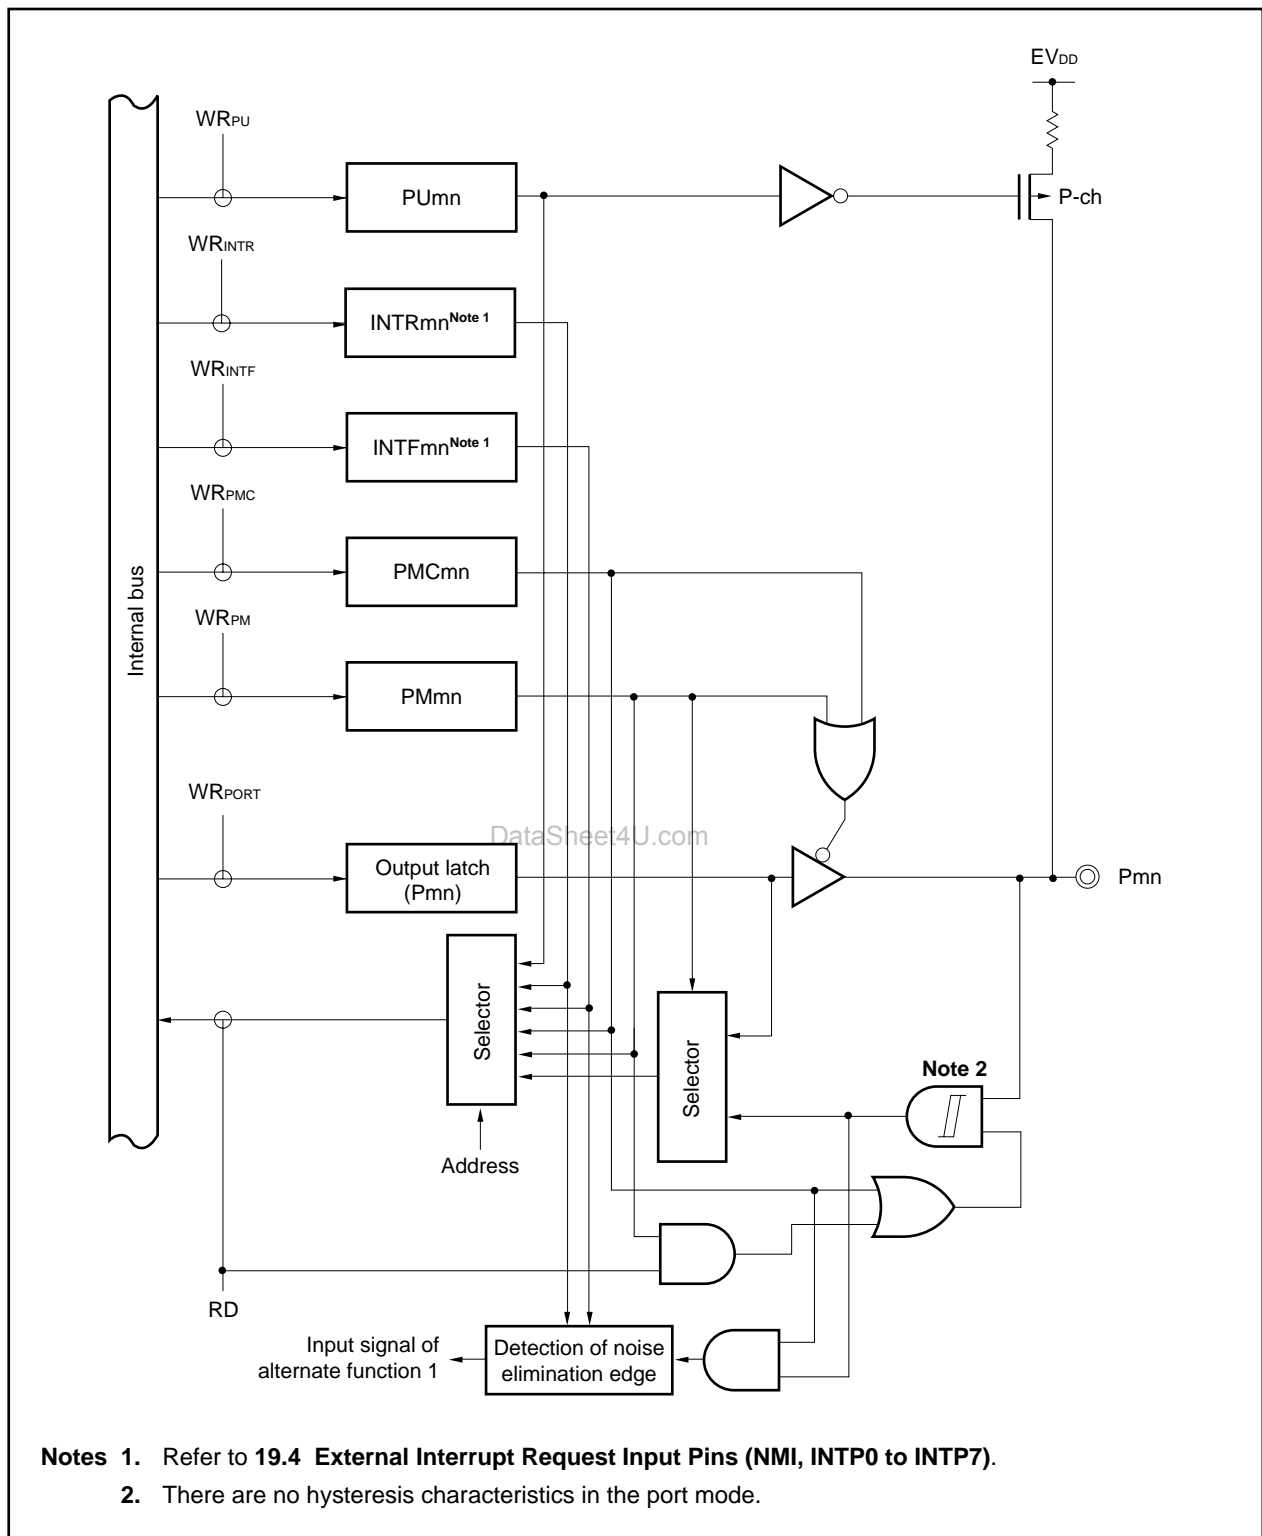 EVDD
WRPU
PUmn
P-ch
WRINTR
INTRmnNote 1
WRINTF
INTFmnNote 1
WRPMC
PMCmn
Internal bus
WRPM
PMmn
WRPORT
DataSheet4U.com
Output latch
(Pmn)
Pmn
Selector
Selector
Note 2
Address
RD
Input signal of
alternate function 1
Detection of noise
elimination edge
Notes 1. Refer to 19.4 External Interrupt Request Input Pins (NMI, INTP0 to INTP7).
2. There are no hysteresis characteristics in the port mode.